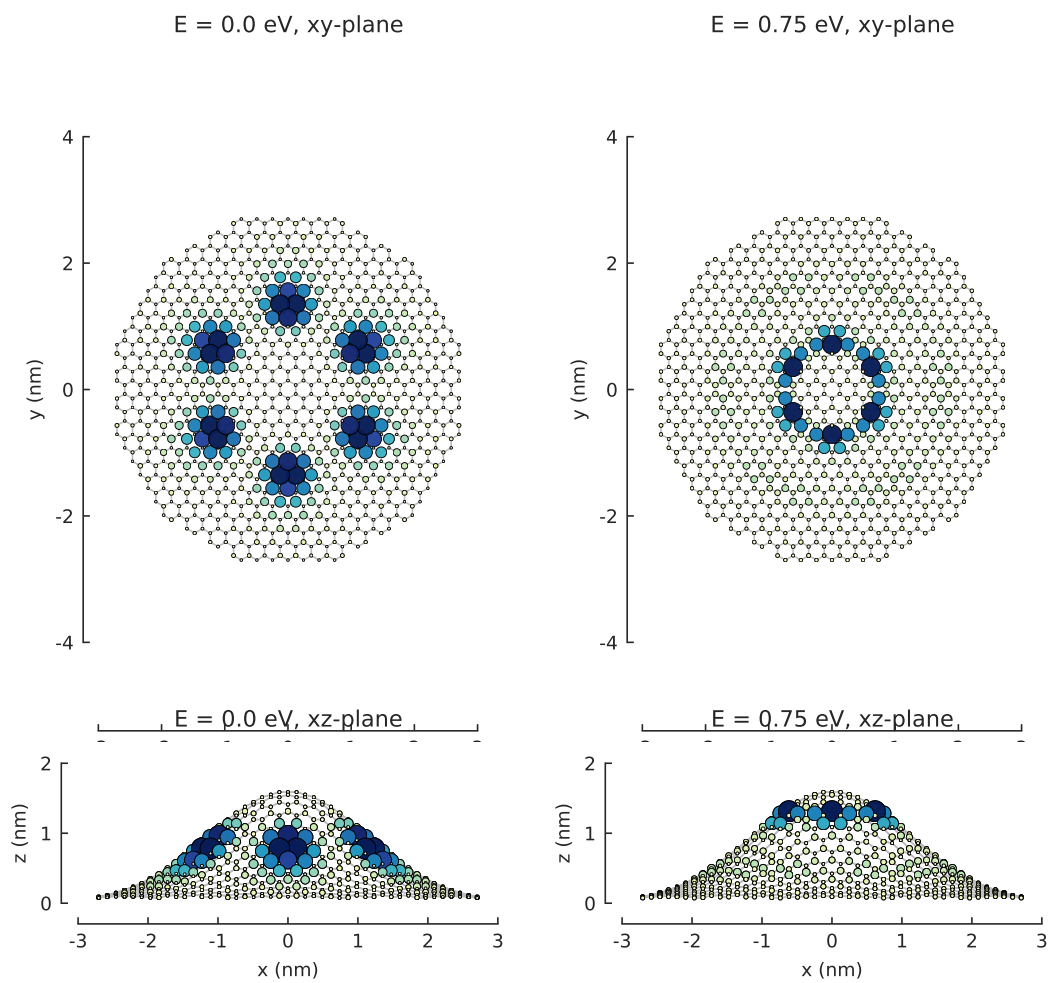 E = 0.0 eV, xy-plane
E = 0.75 eV, xy-plane
4
2
0
-2
-4
y (nm)
4
2
0
-2
-4
y (nm)
E = 0.0 eV, xz-plane
E = 0.75 eV, xz-plane
2
1
0
z (nm)
-3 -2 -1 0 1 2 3
x (nm)
2
1
0
z (nm)
-3 -2 -1 0 1 2 3
x (nm)